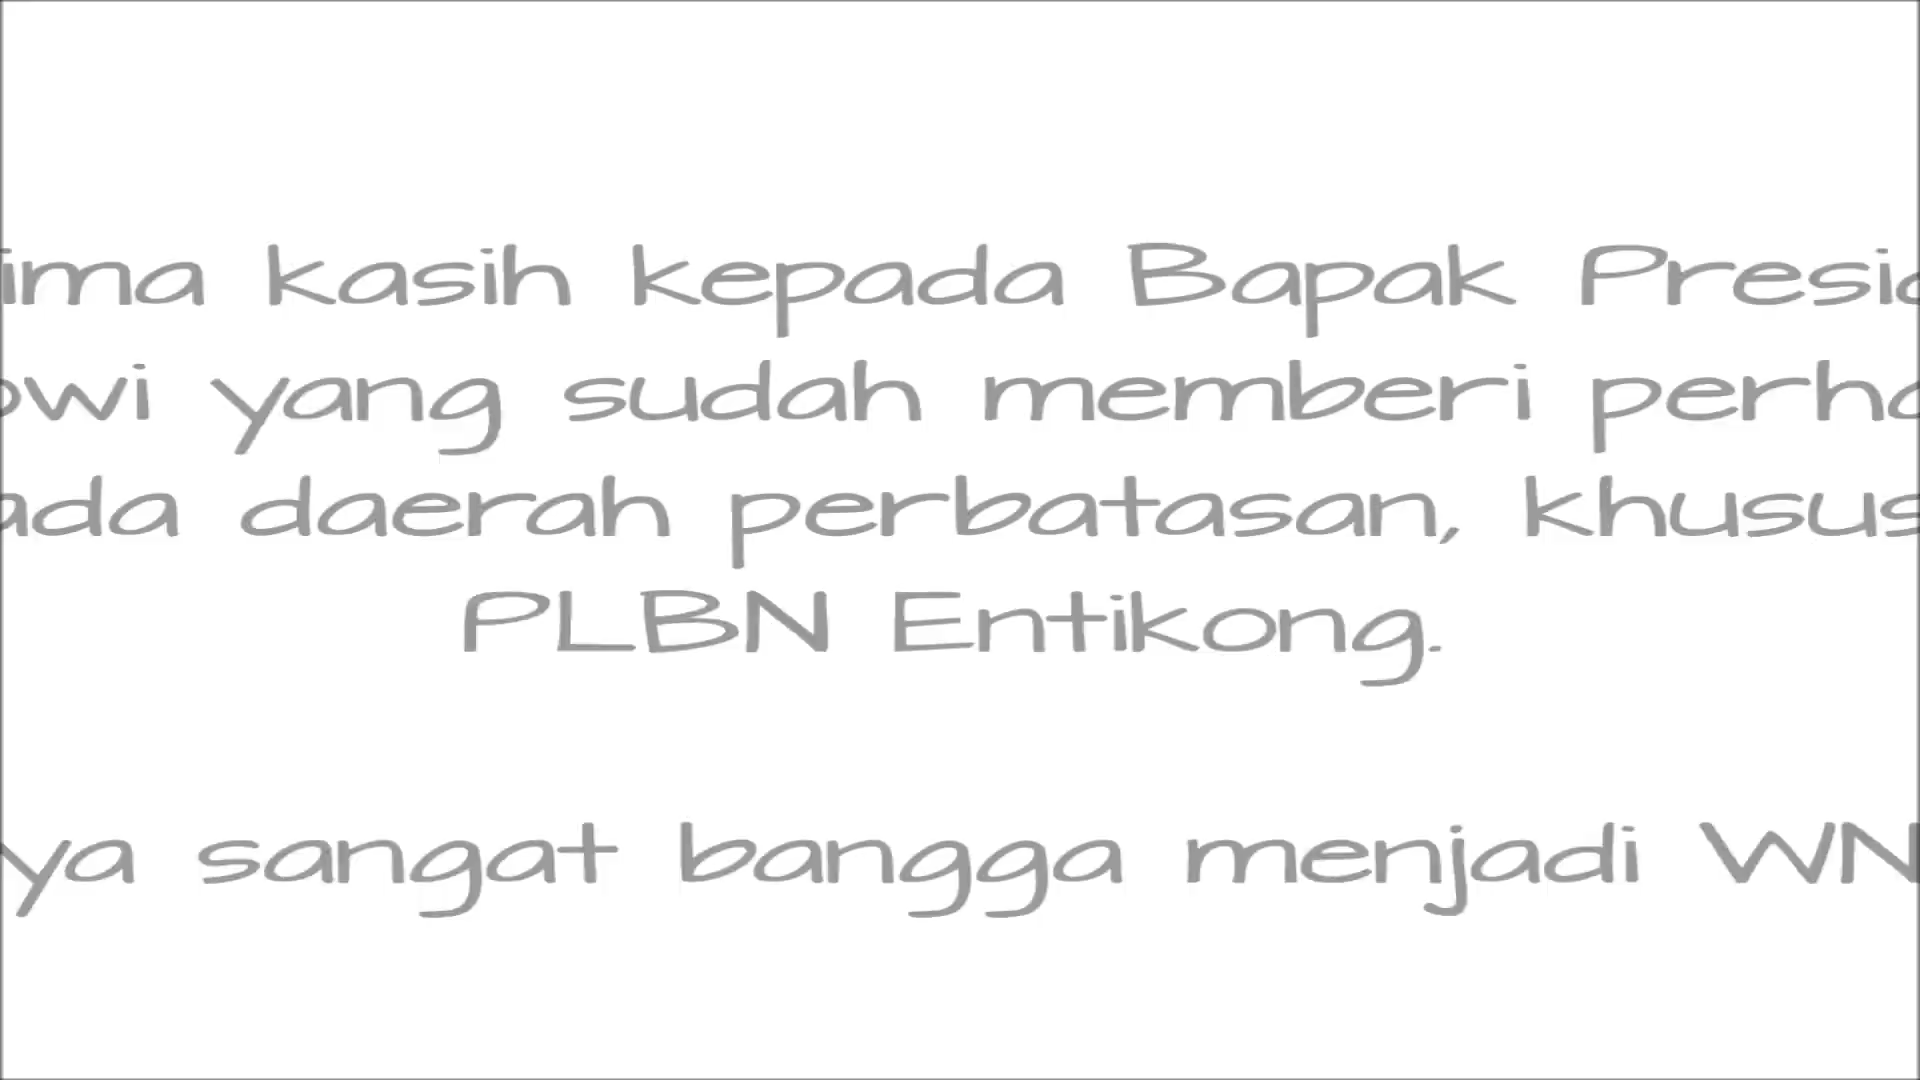 ima kasih kepada Bapak Presid
owi yang sudah memberi perha
ada daerah perbatasan, khusus
PLBN Entikong.
ya sangat bangga menjadi WN